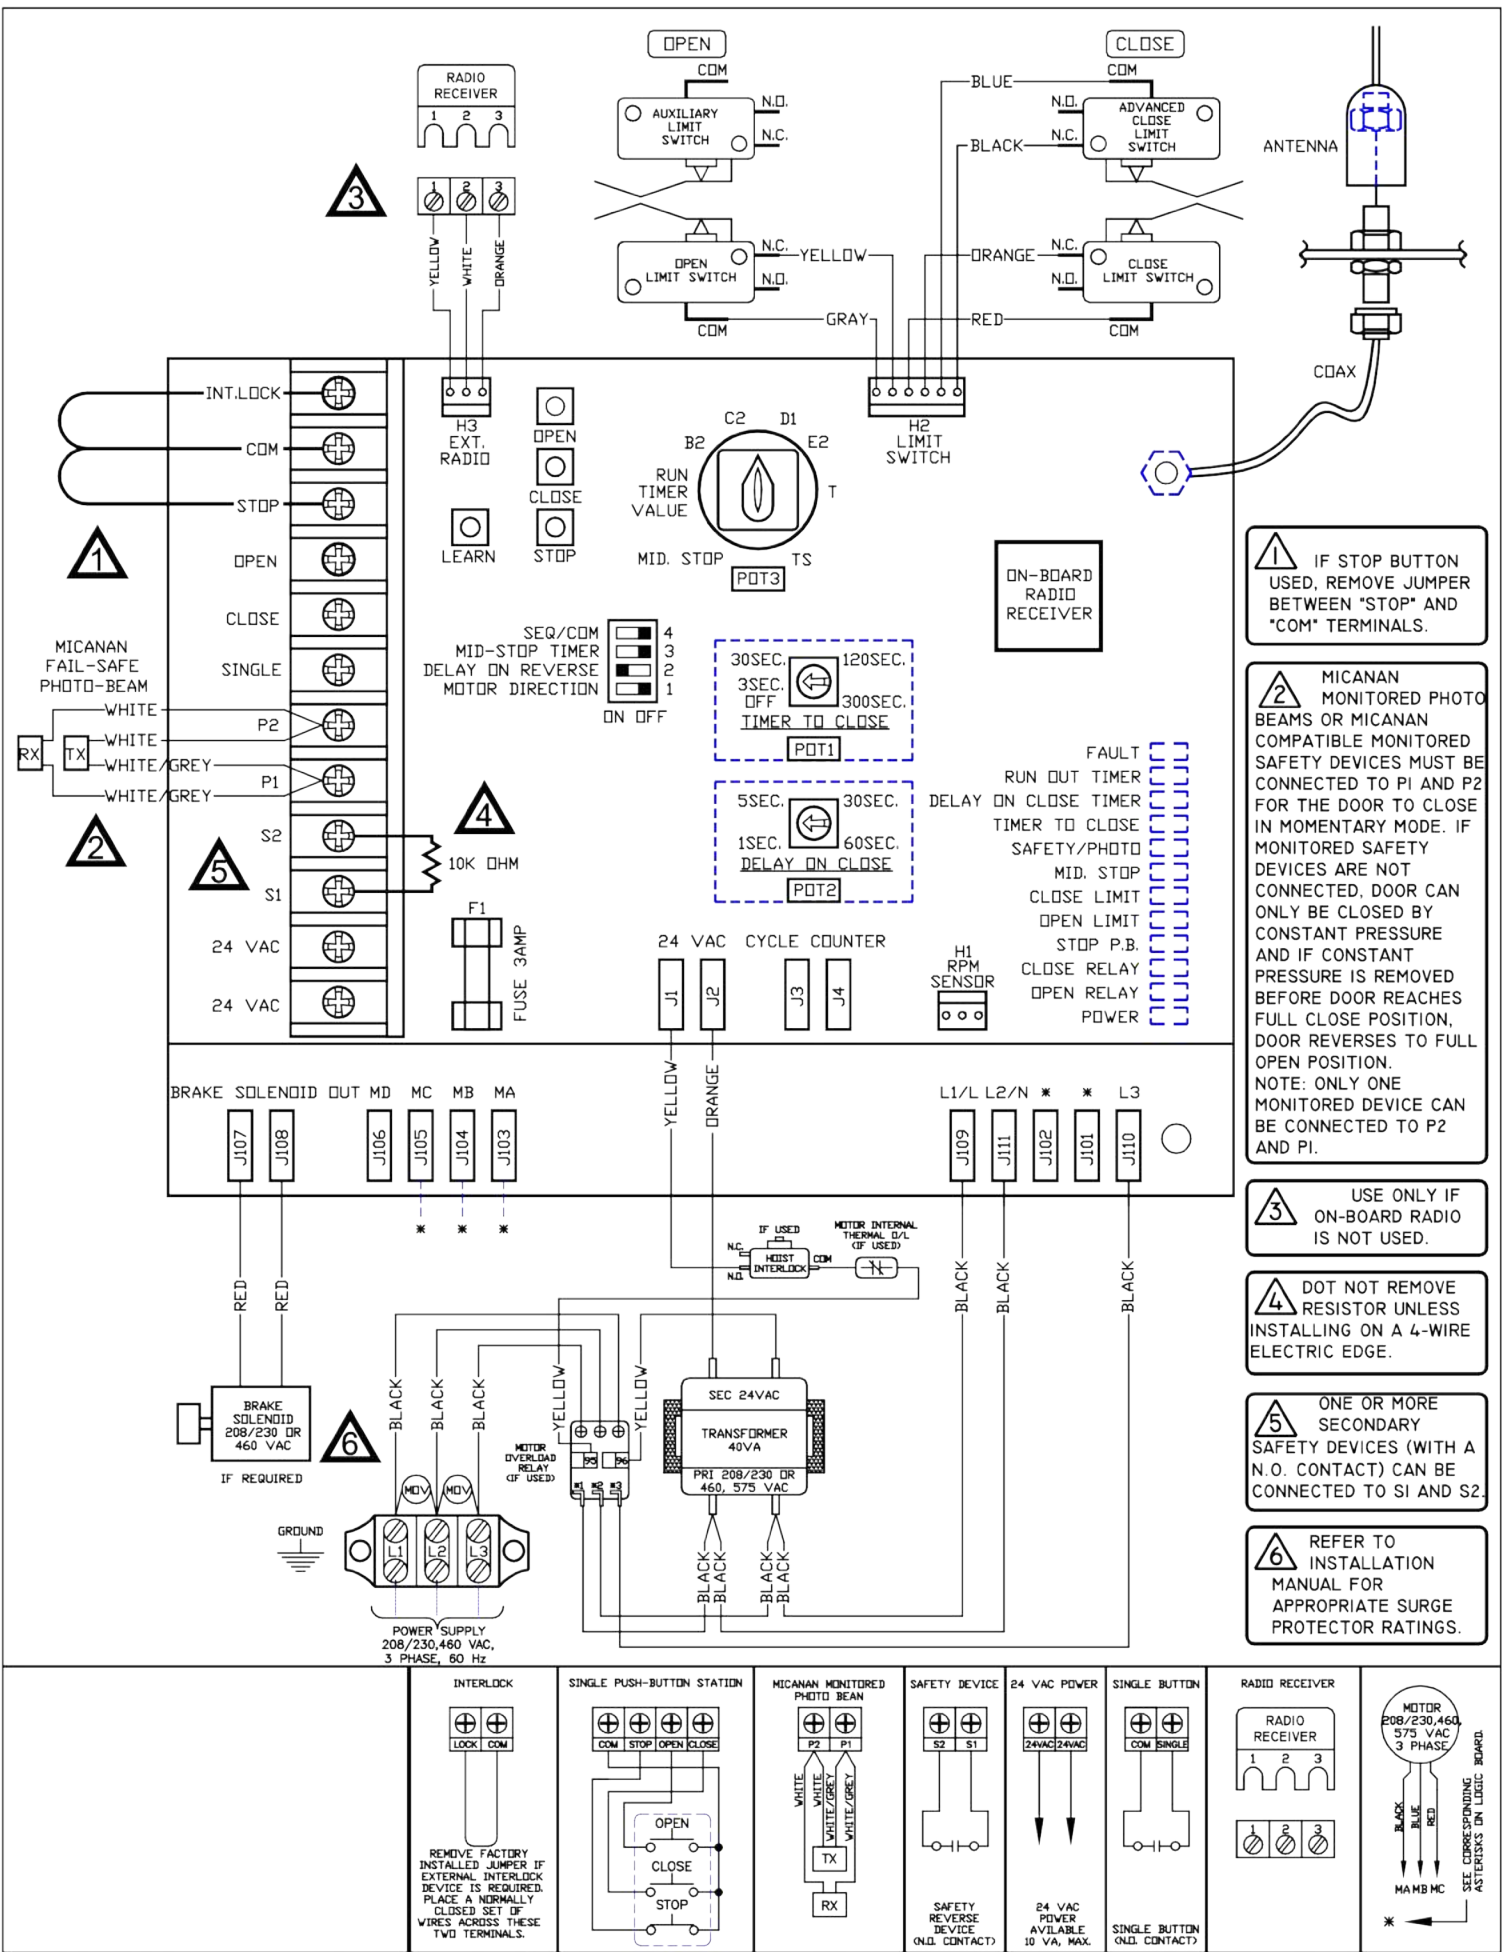 OPEN
CLOSE
COM
COM
RADIO
RECEIVER
1 2 3
AUXILIARY
LIMIT
SWITCH
N.O.
N.C.
BLUE
N.O.
BLACK
N.C.
ADVANCED
CLOSE
LIMIT
SWITCH
ANTENNA
3
1 2 3
YELLOW
WHITE
ORANGE
OPEN
LIMIT SWITCH
N.C.
YELLOW
N.O.
COM
GRAY
ORANGE
N.C.
CLOSE
LIMIT SWITCH
N.O.
RED
COM
COAX
INT.LOCK
COM
STOP
OPEN
CLOSE
SINGLE
P2
P1
S2
S1
24 VAC
24 VAC
1
H3
EXT.
RADIO
OPEN
CLOSE
STOP
LEARN
B2
C2
D1
E2
RUN
TIMER
VALUE
T
MID. STOP
TS
POT3
H2
LIMIT
SWITCH
ON-BOARD
RADIO
RECEIVER
SEQ/COM 4
MID-STOP TIMER 3
DELAY ON REVERSE 2
MOTOR DIRECTION 1
ON OFF
30SEC. 120SEC.
3SEC.
OFF
300SEC.
TIMER TO CLOSE
POT1
5SEC. 30SEC.
1SEC. 60SEC.
DELAY ON CLOSE
POT2
MICANAN
FAIL-SAFE
PHOTO-BEAM
WHITE
WHITE
RX TX
WHITE/GREY
WHITE/GREY
2
5
4
10K OHM
F1
FUSE 3AMP
24 VAC
CYCLE COUNTER
J1
J2
J3
J4
H1
RPM
SENSOR
FAULT
RUN OUT TIMER
DELAY ON CLOSE TIMER
TIMER TO CLOSE
SAFETY/PHOTO
MID. STOP
CLOSE LIMIT
OPEN LIMIT
STOP P.B.
CLOSE RELAY
OPEN RELAY
POWER
BRAKE SOLENOID OUT MD MC MB MA
J107
J108
J106
J105
J104
J103
* * *
YELLOW
ORANGE
L1/L L2/N * * L3
J109
J111
J102
J101
J110
RED
RED
BRAKE
SOLENOID
208/230 OR
460 VAC
IF REQUIRED
6
IF USED
N.C.
N.O.
HOIST
INTERLOCK
COM
MOTOR INTERNAL
THERMAL O/L
(IF USED)
BLACK
BLACK
BLACK
BLACK
BLACK
BLACK
YELLOW
YELLOW
MOTOR
OVERLOAD
RELAY
(IF USED)
95 96
#1 #2 #3
SEC 24VAC
TRANSFORMER
40VA
PRI 208/230 OR
460, 575 VAC
BLACK
BLACK
BLACK
BLACK
MOV MOV
GROUND
L1 L2 L3
POWER SUPPLY
208/230,460 VAC,
3 PHASE, 60 Hz
1 IF STOP BUTTON
USED, REMOVE JUMPER
BETWEEN "STOP" AND
"COM" TERMINALS.
2 MICANAN
MONITORED PHOTO
BEAMS OR MICANAN
COMPATIBLE MONITORED
SAFETY DEVICES MUST BE
CONNECTED TO P1 AND P2
FOR THE DOOR TO CLOSE
IN MOMENTARY MODE. IF
MONITORED SAFETY
DEVICES ARE NOT
CONNECTED, DOOR CAN
ONLY BE CLOSED BY
CONSTANT PRESSURE
AND IF CONSTANT
PRESSURE IS REMOVED
BEFORE DOOR REACHES
FULL CLOSE POSITION,
DOOR REVERSES TO FULL
OPEN POSITION.
NOTE: ONLY ONE
MONITORED DEVICE CAN
BE CONNECTED TO P2
AND P1.
3 USE ONLY IF
ON-BOARD RADIO
IS NOT USED.
4 DOT NOT REMOVE
RESISTOR UNLESS
INSTALLING ON A 4-WIRE
ELECTRIC EDGE.
5 ONE OR MORE
SECONDARY
SAFETY DEVICES (WITH A
N.O. CONTACT) CAN BE
CONNECTED TO S1 AND S2.
6 REFER TO
INSTALLATION
MANUAL FOR
APPROPRIATE SURGE
PROTECTOR RATINGS.
INTERLOCK
LOCK COM
REMOVE FACTORY
INSTALLED JUMPER IF
EXTERNAL INTERLOCK
DEVICE IS REQUIRED.
PLACE A NORMALLY
CLOSED SET OF
WIRES ACROSS THESE
TWO TERMINALS.
SINGLE PUSH-BUTTON STATION
COM STOP OPEN CLOSE
OPEN
CLOSE
STOP
MICANAN MONITORED
PHOTO BEAN
P2 P1
WHITE
WHITE
WHITE/GREY
WHITE/GREY
TX
RX
SAFETY DEVICE
S2 S1
SAFETY
REVERSE
DEVICE
(N.O. CONTACT)
24 VAC POWER
24VAC 24VAC
24 VAC
POWER
AVILABLE
10 VA, MAX.
SINGLE BUTTON
COM SINGLE
SINGLE BUTTON
(N.O. CONTACT)
RADIO RECEIVER
RADIO
RECEIVER
1 2 3
1 2 3
MOTOR
208/230,460,
575 VAC
3 PHASE
BLACK
BLUE
RED
MA MB MC
*
SEE CORRESPONDING
ASTERISKS ON LOGIC BOARD.